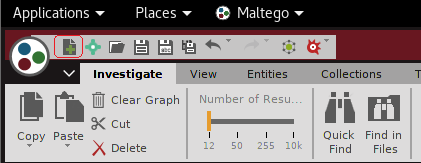 Applications Places Maltego
Investigate View Entities Collections T
Clear Graph Number of Resu...
Copy Paste Cut Quick Find Find in Files
Delete 12 50 255 10k